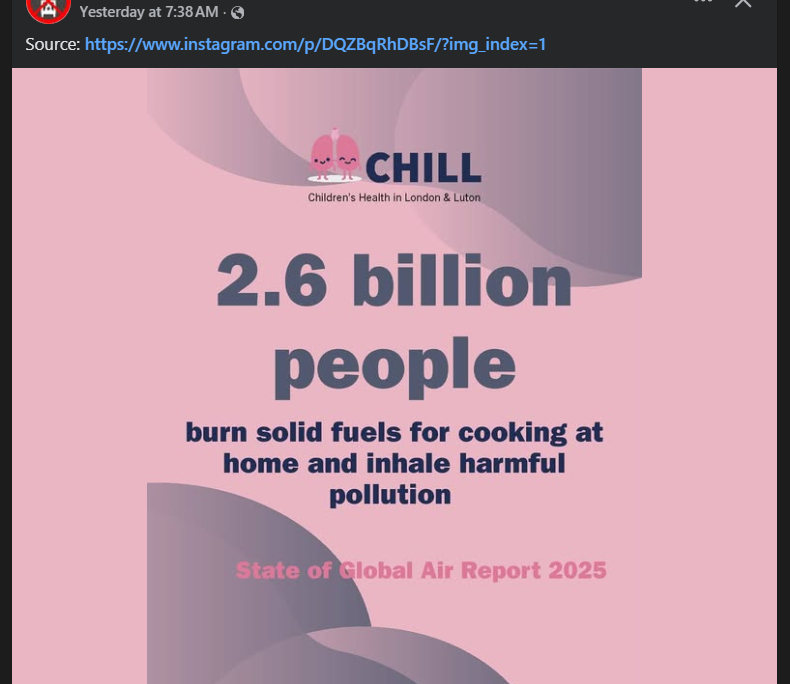 Yesterday at 7:38 AM ·
Source: https://www.instagram.com/p/DQZBqRhDBsF/?img_index=1
CHILL
Children's Health in London & Luton
2.6 billion
people
burn solid fuels for cooking at
home and inhale harmful
pollution
State of Global Air Report 2025